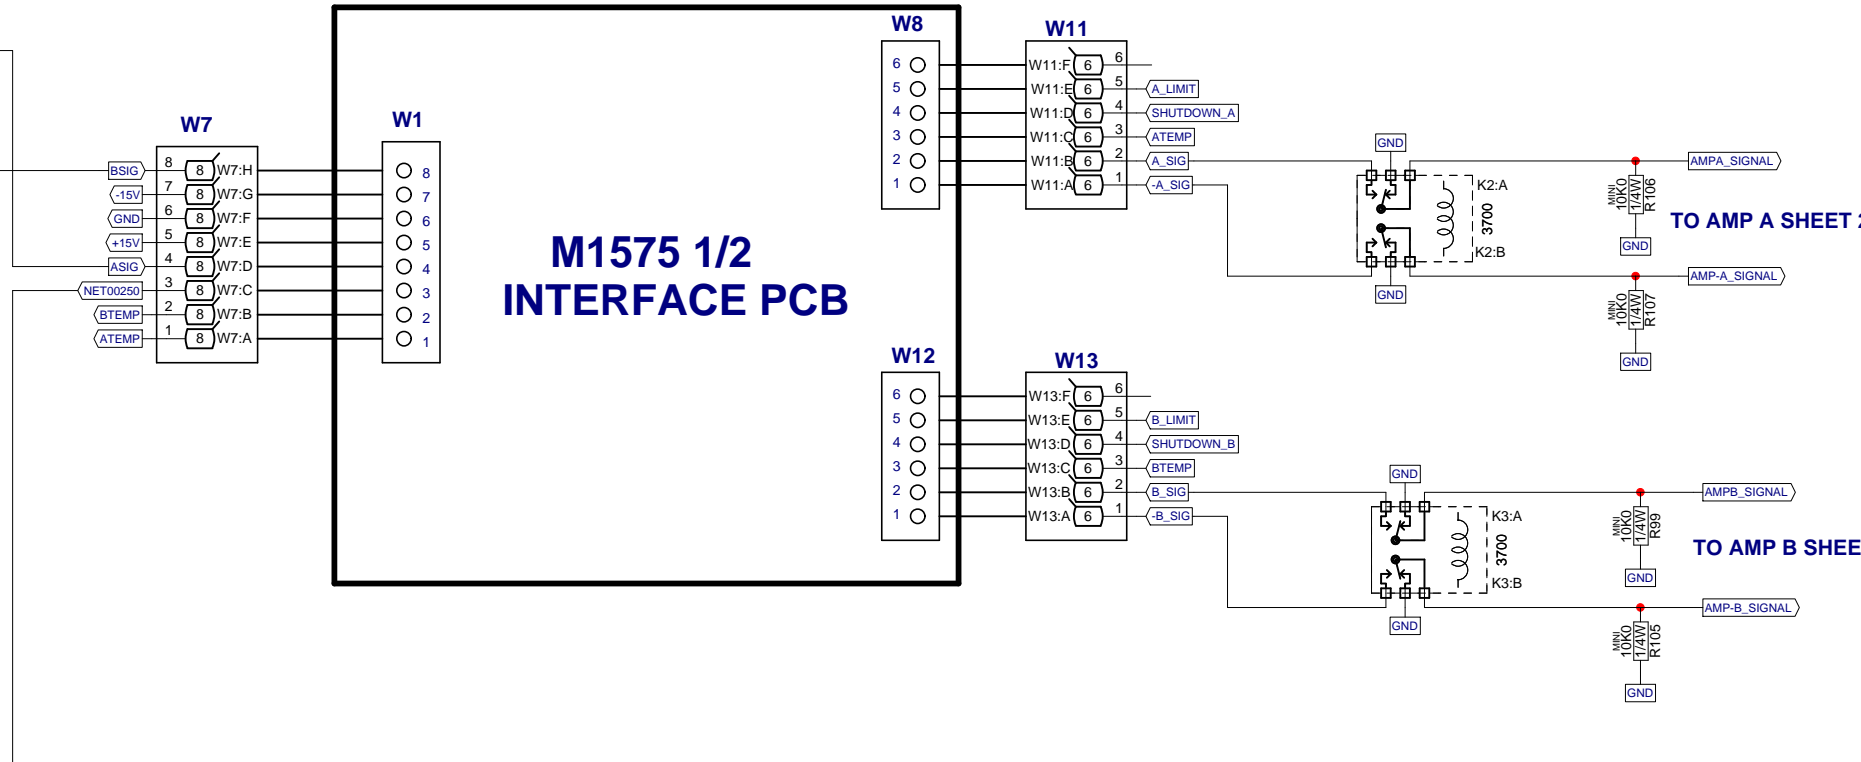 W7
BSIG 8 8 W7:H
-15V 7 8 W7:G
GND 6 8 W7:F
+15V 5 8 W7:E
ASIG 4 8 W7:D
NET00250 3 8 W7:C
BTEMP 2 8 W7:B
ATEMP 1 8 W7:A
W1
8
7
6
5
4
3
2
1
M1575 1/2
INTERFACE PCB
W8
6
5
4
3
2
1
W11
W11:F 6 6
W11:E 6 5 A_LIMIT
W11:D 6 4 SHUTDOWN_A
W11:C 6 3 ATEMP
W11:B 6 2 A_SIG
W11:A 6 1 -A_SIG
GND
K2:A
3700
K2:B
GND
AMPA_SIGNAL
MINI
10K0
1/4W
R106
GND
TO AMP A SHEET 2
AMP-A_SIGNAL
MINI
10K0
1/4W
R107
GND
W12
6
5
4
3
2
1
W13
W13:F 6 6
W13:E 6 5 B_LIMIT
W13:D 6 4 SHUTDOWN_B
W13:C 6 3 BTEMP
W13:B 6 2 B_SIG
W13:A 6 1 -B_SIG
GND
K3:A
3700
K3:B
GND
AMPB_SIGNAL
MINI
10K0
1/4W
R99
GND
TO AMP B SHEE
AMP-B_SIGNAL
MINI
10K0
1/4W
R105
GND